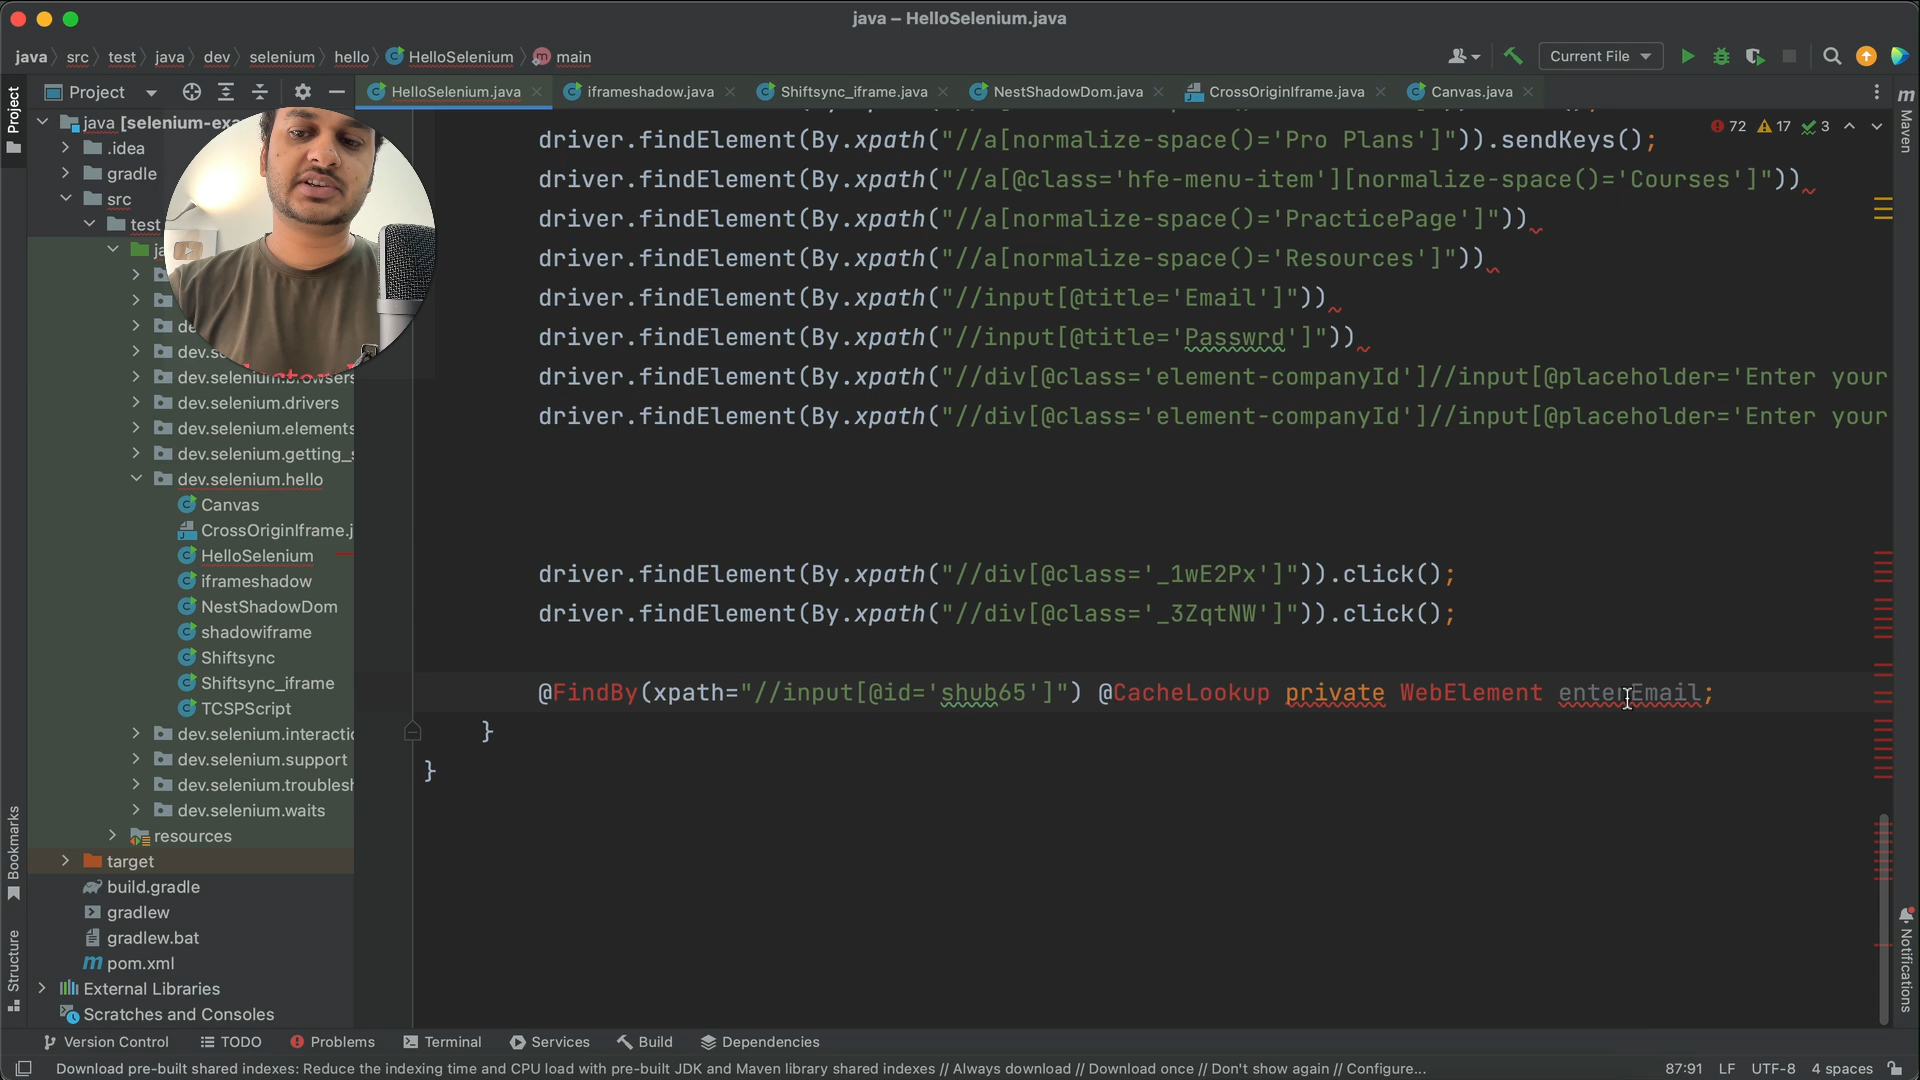 java – HelloSelenium.java
java src test java dev selenium hello HelloSelenium main
Current File
Project
HelloSelenium.java
iframeshadow.java
Shiftsync_iframe.java
NestShadowDom.java
CrossOriginIframe.java
Canvas.java
72 17 3
Project
java [selenium-exa
.idea
gradle
src
test
ja
de
dev.s
dev.selenium.browsers
dev.selenium.drivers
dev.selenium.elements
dev.selenium.getting_s
dev.selenium.hello
Canvas
CrossOriginIframe.j
HelloSelenium
iframeshadow
NestShadowDom
shadowiframe
Shiftsync
Shiftsync_iframe
TCSPScript
dev.selenium.interactic
dev.selenium.support
dev.selenium.troublesh
dev.selenium.waits
resources
target
build.gradle
gradlew
gradlew.bat
pom.xml
External Libraries
Scratches and Consoles
driver.findElement(By.xpath("//a[normalize-space()='Pro Plans']")).sendKeys();
driver.findElement(By.xpath("//a[@class='hfe-menu-item'][normalize-space()='Courses']"))
driver.findElement(By.xpath("//a[normalize-space()='PracticePage']"))
driver.findElement(By.xpath("//a[normalize-space()='Resources']"))
driver.findElement(By.xpath("//input[@title='Email']"))
driver.findElement(By.xpath("//input[@title='Passwrd']"))
driver.findElement(By.xpath("//div[@class='element-companyId']//input[@placeholder='Enter your
driver.findElement(By.xpath("//div[@class='element-companyId']//input[@placeholder='Enter your
driver.findElement(By.xpath("//div[@class='_1wE2Px']")).click();
driver.findElement(By.xpath("//div[@class='_3ZqtNW']")).click();
@FindBy(xpath="//input[@id='shub65']") @CacheLookup private WebElement enterEmail;
}
}
Maven
Notifications
Bookmarks
Structure
Version Control
TODO
Problems
Terminal
Services
Build
Dependencies
Download pre-built shared indexes: Reduce the indexing time and CPU load with pre-built JDK and Maven library shared indexes // Always download // Download once // Don't show again // Configure...
87:91 LF UTF-8 4 spaces